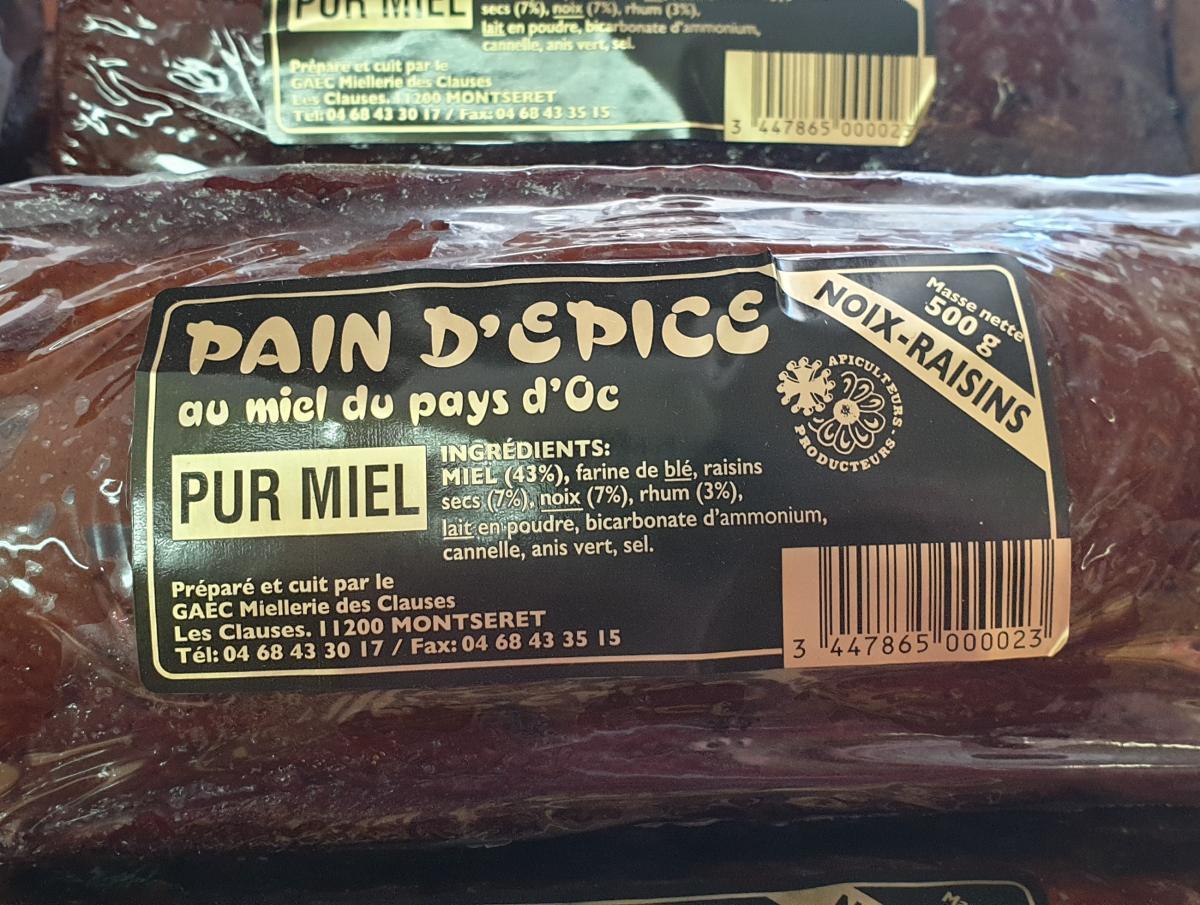 PUR MIEL
secs (7%), noix (7%), rhum (3%),
lait en poudre, bicarbonate d'ammonium,
cannelle, anis vert, sel.
Préparé et cuit par le
GAEC Miellerie des Clauses
Les Clauses. 11200 MONTSERET
Tél: 04 68 43 30 17 / Fax: 04 68 43 35 15
3 447865 000023
PAIN D'EPICE
au miel du pays d'Oc
NOIX-RAISINS
Masse nette
500 g
APICULTEURS
PRODUCTEURS
PUR MIEL
INGRÉDIENTS:
MIEL (43%), farine de blé, raisins
secs (7%), noix (7%), rhum (3%),
lait en poudre, bicarbonate d'ammonium,
cannelle, anis vert, sel.
Préparé et cuit par le
GAEC Miellerie des Clauses
Les Clauses. 11200 MONTSERET
Tél: 04 68 43 30 17 / Fax: 04 68 43 35 15
3 447865 000023